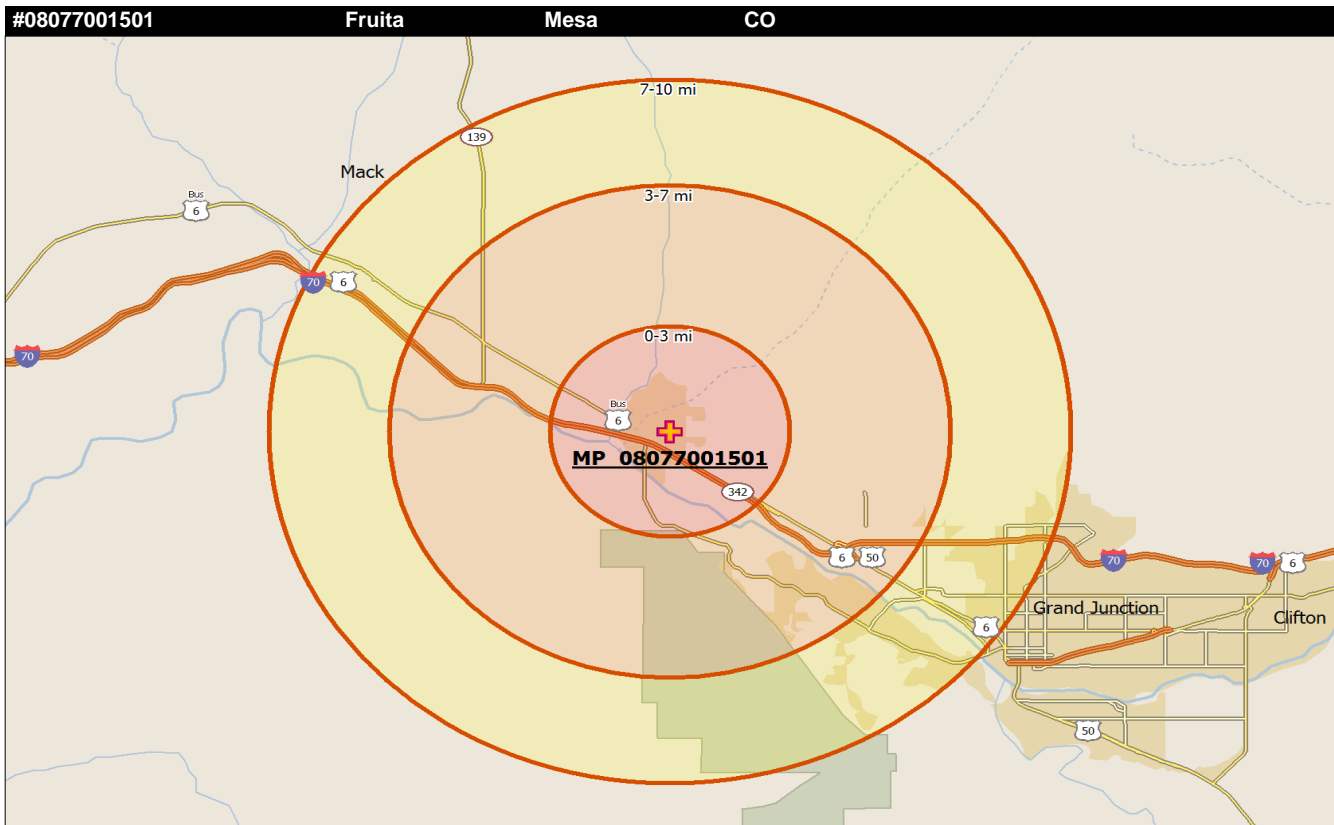 #08077001501 Fruita Mesa CO
7-10 mi
139
Mack
3-7 mi
Bus
6
70
6
0-3 mi
70
Bus
6
MP 08077001501
342
6
50
70
70
6
Grand Junction
Clifton
6
50